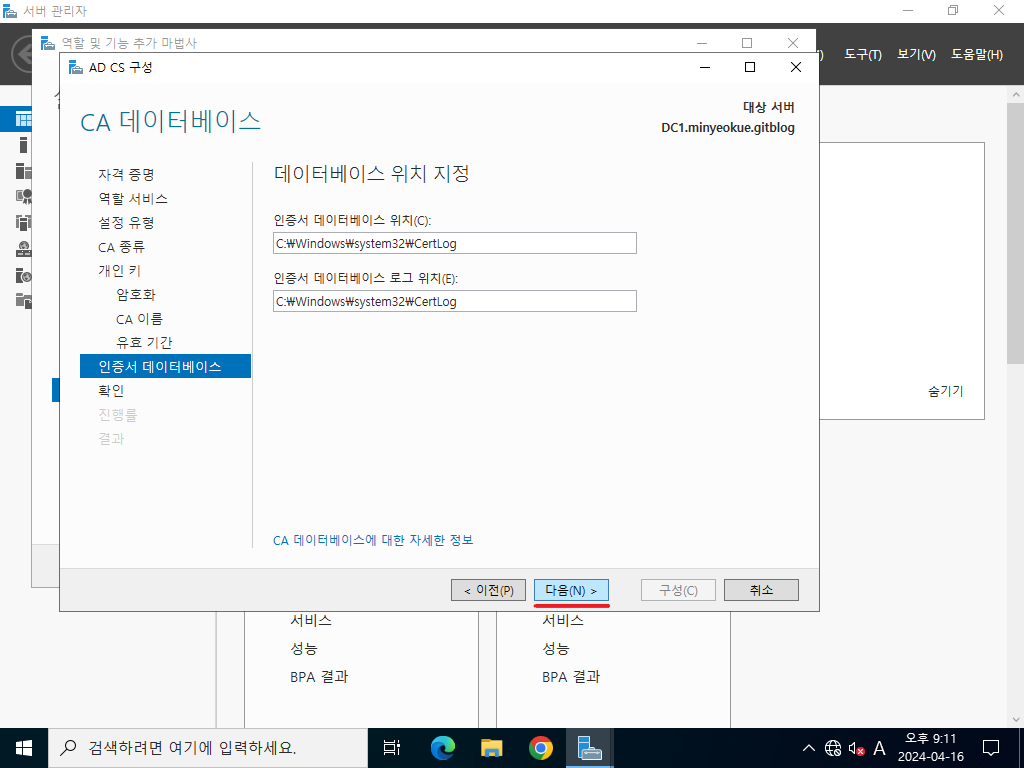 서버 관리자
역할 및 기능 추가 마법사
도구(T) 보기(V) 도움말(H)
AD CS 구성
CA 데이터베이스
대상 서버
DC1.minyeokue.gitblog
자격 증명
역할 서비스
설정 유형
CA 종류
개인 키
암호화
CA 이름
유효 기간
인증서 데이터베이스
확인
진행률
결과
데이터베이스 위치 지정
인증서 데이터베이스 위치(C):
C:₩Windows₩system32₩CertLog
인증서 데이터베이스 로그 위치(E):
C:₩Windows₩system32₩CertLog
CA 데이터베이스에 대한 자세한 정보
< 이전(P) 다음(N) > 구성(C) 취소
숨기기
서비스
성능
BPA 결과
서비스
성능
BPA 결과
검색하려면 여기에 입력하세요.
A
오후 9:11
2024-04-16